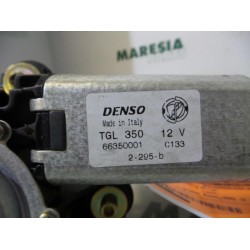 MARESIA
DENSO
Made in Italy
TGL 350 12 V
66350001 C133
2-295-b